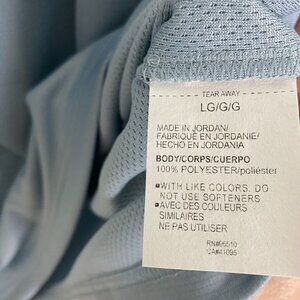 TEAR AWAY
LG/G/G
MADE IN JORDAN/
FABRIQUÉ EN JORDANIE/
HECHO EN JORDANIA
BODY/CORPS/CUERPO
100% POLYESTER/poliéster
▪WITH LIKE COLORS. DO
NOT USE SOFTENERS
▪AVEC DES COULEURS
SIMILAIRES
NE PAS UTILISER
RN#96510
CA#41095